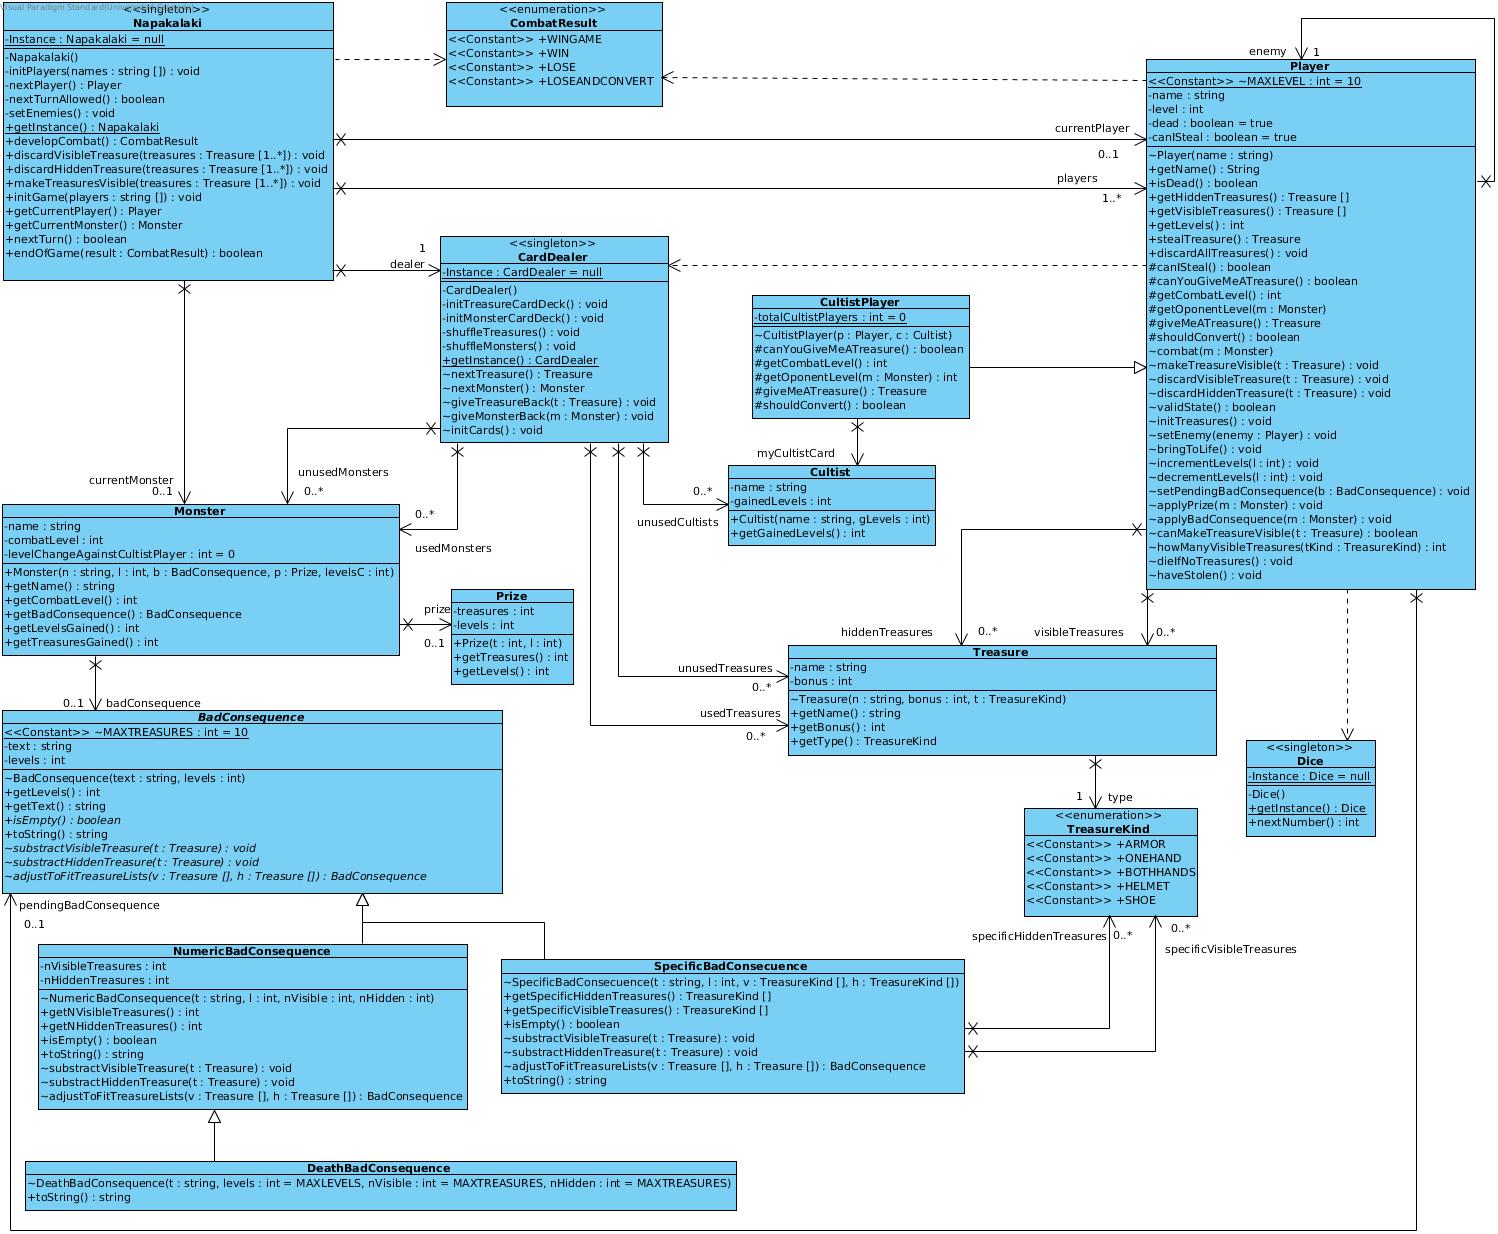 Visual Paradigm Standard(Univers
<<singleton>>
Napakalaki
-Instance : Napakalaki = null
-Napakalaki()
-initPlayers(names : string []) : void
-nextPlayer() : Player
-nextTurnAllowed() : boolean
-setEnemies() : void
+getInstance() : Napakalaki
+developCombat() : CombatResult
+discardVisibleTreasure(treasures : Treasure [1..*]) : void
+discardHiddenTreasure(treasures : Treasure [1..*]) : void
+makeTreasuresVisible(treasures : Treasure [1..*]) : void
+initGame(players : string []) : void
+getCurrentPlayer() : Player
+getCurrentMonster() : Monster
+nextTurn() : boolean
+endOfGame(result : CombatResult) : boolean
<<enumeration>>
CombatResult
<<Constant>> +WINGAME
<<Constant>> +WIN
<<Constant>> +LOSE
<<Constant>> +LOSEANDCONVERT
enemy
1
Player
<<Constant>> ~MAXLEVEL : int = 10
-name : string
-level : int
-dead : boolean = true
-canISteal : boolean = true
~Player(name : string)
+getName() : String
+isDead() : boolean
+getHiddenTreasures() : Treasure []
+getVisibleTreasures() : Treasure []
+getLevels() : int
+stealTreasure() : Treasure
+discardAllTreasures() : void
#canISteal() : boolean
#canYouGiveMeATreasure() : boolean
#getCombatLevel() : int
#getOponentLevel(m : Monster)
#giveMeATreasure() : Treasure
#shouldConvert() : boolean
~combat(m : Monster)
~makeTreasureVisible(t : Treasure) : void
~discardVisibleTreasure(t : Treasure) : void
~discardHiddenTreasure(t : Treasure) : void
~validState() : boolean
~initTreasures() : void
~setEnemy(enemy : Player) : void
~bringToLife() : void
~incrementLevels(l : int) : void
~decrementLevels(l : int) : void
~setPendingBadConsequence(b : BadConsequence) : void
~applyPrize(m : Monster) : void
~applyBadConsequence(m : Monster) : void
~canMakeTreasureVisible(t : Treasure) : boolean
~howManyVisibleTreasures(tKind : TreasureKind) : int
~dieIfNoTreasures() : void
~haveStolen() : void
currentPlayer
0..1
players
1..*
1
dealer
<<singleton>>
CardDealer
-Instance : CardDealer = null
-CardDealer()
-initTreasureCardDeck() : void
-initMonsterCardDeck() : void
-shuffleTreasures() : void
-shuffleMonsters() : void
+getInstance() : CardDealer
~nextTreasure() : Treasure
~nextMonster() : Monster
~giveTreasureBack(t : Treasure) : void
~giveMonsterBack(m : Monster) : void
~initCards() : void
CultistPlayer
-totalCultistPlayers : int = 0
~CultistPlayer(p : Player, c : Cultist)
#canYouGiveMeATreasure() : boolean
#getCombatLevel() : int
#getOponentLevel(m : Monster) : int
#giveMeATreasure() : Treasure
#shouldConvert() : boolean
myCultistCard
Cultist
-name : string
-gainedLevels : int
+Cultist(name : string, gLevels : int)
+getGainedLevels() : int
currentMonster
0..1
unusedMonsters
0..*
0..*
usedMonsters
0..*
unusedCultists
Monster
-name : string
-combatLevel : int
-levelChangeAgainstCultistPlayer : int = 0
+Monster(n : string, l : int, b : BadConsequence, p : Prize, levelsC : int)
+getName() : string
+getCombatLevel() : int
+getBadConsequence() : BadConsequence
+getLevelsGained() : int
+getTreasuresGained() : int
prize
0..1
Prize
-treasures : int
-levels : int
+Prize(t : int, l : int)
+getTreasures() : int
+getLevels() : int
hiddenTreasures
0..*
visibleTreasures
0..*
unusedTreasures
0..*
usedTreasures
0..*
Treasure
-name : string
-bonus : int
~Treasure(n : string, bonus : int, t : TreasureKind)
+getName() : string
+getBonus() : int
+getType() : TreasureKind
0..1
badConsequence
BadConsequence
<<Constant>> ~MAXTREASURES : int = 10
-text : string
-levels : int
~BadConsequence(text : string, levels : int)
+getLevels() : int
+getText() : string
+isEmpty() : boolean
+toString() : string
~substractVisibleTreasure(t : Treasure) : void
~substractHiddenTreasure(t : Treasure) : void
~adjustToFitTreasureLists(v : Treasure [], h : Treasure []) : BadConsequence
1
type
<<enumeration>>
TreasureKind
<<Constant>> +ARMOR
<<Constant>> +ONEHAND
<<Constant>> +BOTHHANDS
<<Constant>> +HELMET
<<Constant>> +SHOE
<<singleton>>
Dice
-Instance : Dice = null
-Dice()
+getInstance() : Dice
+nextNumber() : int
pendingBadConsequence
0..1
specificHiddenTreasures
0..*
0..*
specificVisibleTreasures
NumericBadConsequence
-nVisibleTreasures : int
-nHiddenTreasures : int
~NumericBadConsequence(t : string, l : int, nVisible : int, nHidden : int)
+getNVisibleTreasures() : int
+getNHiddenTreasures() : int
+isEmpty() : boolean
+toString() : string
~substractVisibleTreasure(t : Treasure) : void
~substractHiddenTreasure(t : Treasure) : void
~adjustToFitTreasureLists(v : Treasure [], h : Treasure []) : BadConsequence
SpecificBadConsecuence
~SpecificBadConsecuence(t : string, l : int, v : TreasureKind [], h : TreasureKind [])
+getSpecificHiddenTreasures() : TreasureKind []
+getSpecificVisibleTreasures() : TreasureKind []
+isEmpty() : boolean
~substractVisibleTreasure(t : Treasure) : void
~substractHiddenTreasure(t : Treasure) : void
~adjustToFitTreasureLists(v : Treasure [], h : Treasure []) : BadConsequence
+toString() : string
DeathBadConsequence
~DeathBadConsequence(t : string, levels : int = MAXLEVELS, nVisible : int = MAXTREASURES, nHidden : int = MAXTREASURES)
+toString() : string